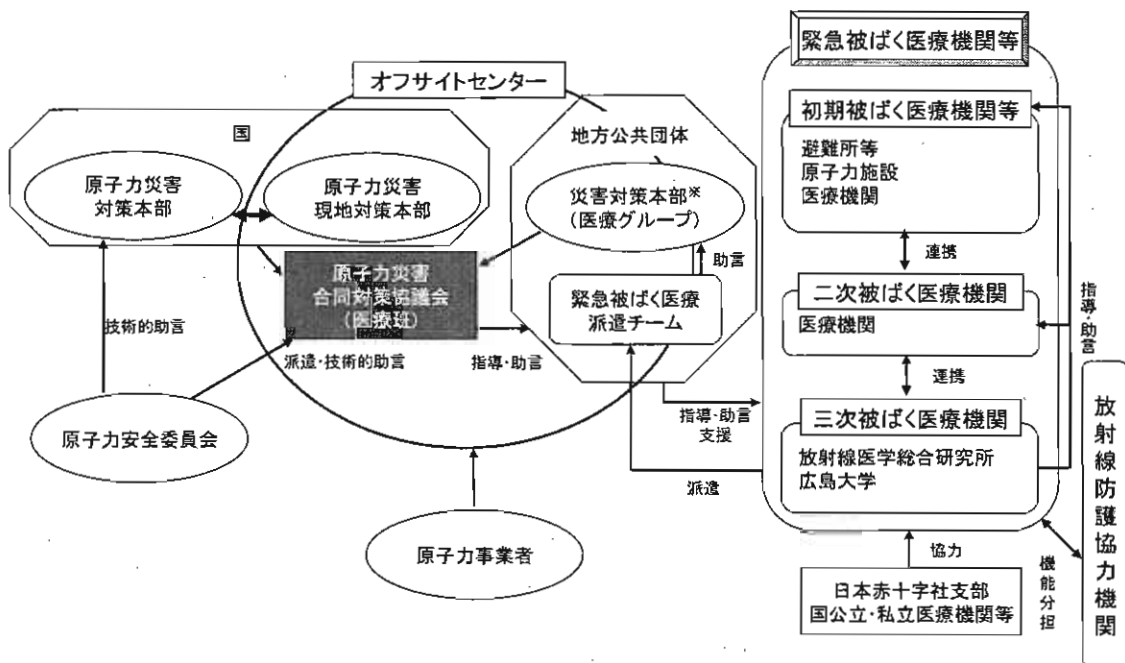 緊急被ばく医療機関等
オフサイトセンター
国
地方公共団体
初期被ばく医療機関等
避難所等
原子力施設
医療機関
原子力災害
対策本部
原子力災害
現地対策本部
災害対策本部※
(医療グループ)
助言
連携
原子力災害
合同対策協議会
(医療班)
緊急被ばく医療
派遣チーム
二次被ばく医療機関
医療機関
指導・助言
技術的助言
派遣・技術的助言
指導・助言
連携
原子力安全委員会
指導・助言
支援
三次被ばく医療機関
放射線医学総合研究所
広島大学
派遣
放射線防護協力機関
原子力事業者
協力
機能分担
日本赤十字社支部
国公立・私立医療機関等